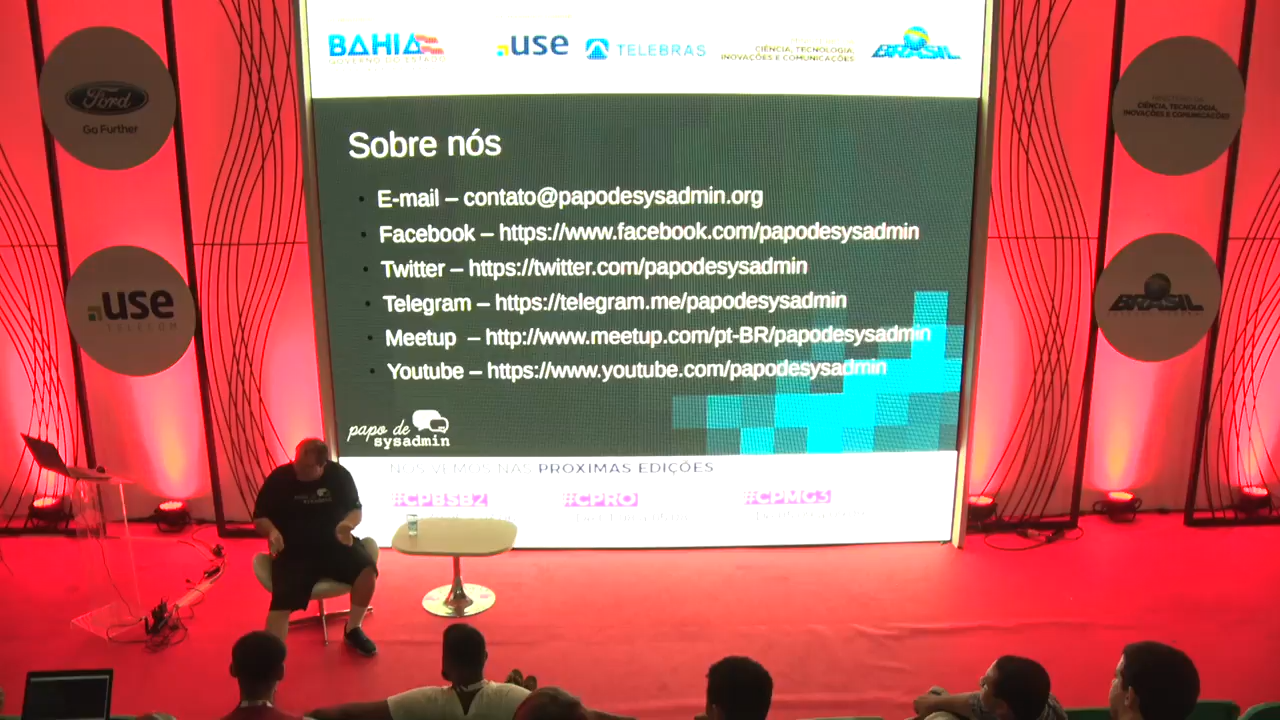 BAHIA
GOVERNO DO ESTADO
USE
TELEBRAS
CIÊNCIA, TECNOLOGIA,
INOVAÇÕES E COMUNICAÇÕES
BRASIL
Ford
Go Further
CIÊNCIA, TECNOLOGIA,
INOVAÇÕES E COMUNICAÇÕES
USE
TELECOM
BRASIL
Sobre nós
• E-mail – contato@papodesysadmin.org
• Facebook – https://www.facebook.com/papodesysadmin
• Twitter – https://twitter.com/papodesysadmin
• Telegram – https://telegram.me/papodesysadmin
• Meetup – http://www.meetup.com/pt-BR/papodesysadmin
• Youtube – https://www.youtube.com/papodesysadmin
papo de
sysadmin
NOS VEMOS NAS PROXIMAS EDIÇÕES
#CPBSB2 #CPRO #CPMG3